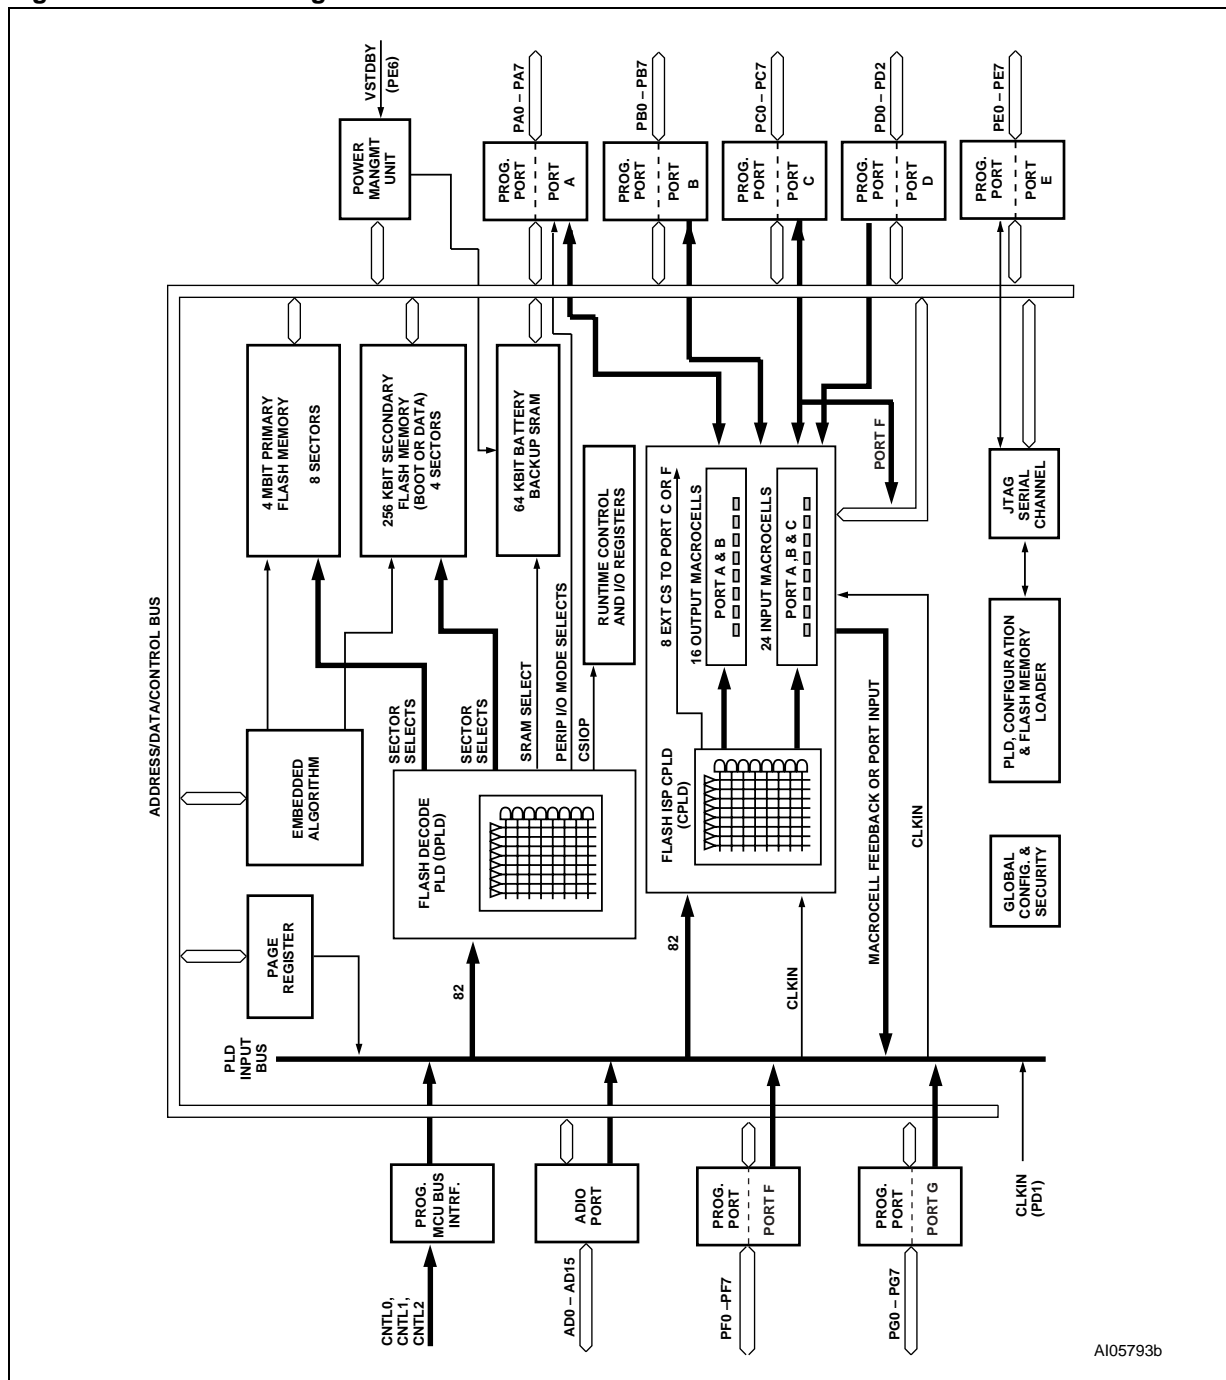 VSTDBY
(PE6)
PA0 – PA7
PB0 – PB7
PC0 – PC7
PD0 – PD2
PE0 – PE7
POWER
MANGMT
UNIT
PROG.
PORT
PORT
A
PROG.
PORT
PORT
B
PROG.
PORT
PORT
C
PROG.
PORT
PORT
D
PROG.
PORT
PORT
E
4 MBIT PRIMARY
FLASH MEMORY
8 SECTORS
256 KBIT SECONDARY
FLASH MEMORY
(BOOT OR DATA)
4 SECTORS
64 KBIT BATTERY
BACKUP SRAM
RUNTIME CONTROL
AND I/O REGISTERS
8 EXT CS TO PORT C OR F
16 OUTPUT MACROCELLS
PORT A & B
24 INPUT MACROCELLS
PORT A ,B & C
PORT F
JTAG
SERIAL
CHANNEL
PLD, CONFIGURATION
& FLASH MEMORY
LOADER
GLOBAL
CONFIG. &
SECURITY
ADDRESS/DATA/CONTROL BUS
EMBEDDED
ALGORITHM
SECTOR
SELECTS
SECTOR
SELECTS
SRAM SELECT
PERIP I/O MODE SELECTS
CSIOP
FLASH DECODE
PLD (DPLD)
FLASH ISP CPLD
(CPLD)
MACROCELL FEEDBACK OR PORT INPUT
CLKIN
PAGE
REGISTER
82
82
CLKIN
PLD
INPUT
BUS
PROG.
MCU BUS
INTRF.
ADIO
PORT
PROG.
PORT
PORT F
PROG.
PORT
PORT G
CLKIN
(PD1)
CNTL0,
CNTL1,
CNTL2
AD0 – AD15
PF0 –PF7
PG0 – PG7
AI05793b